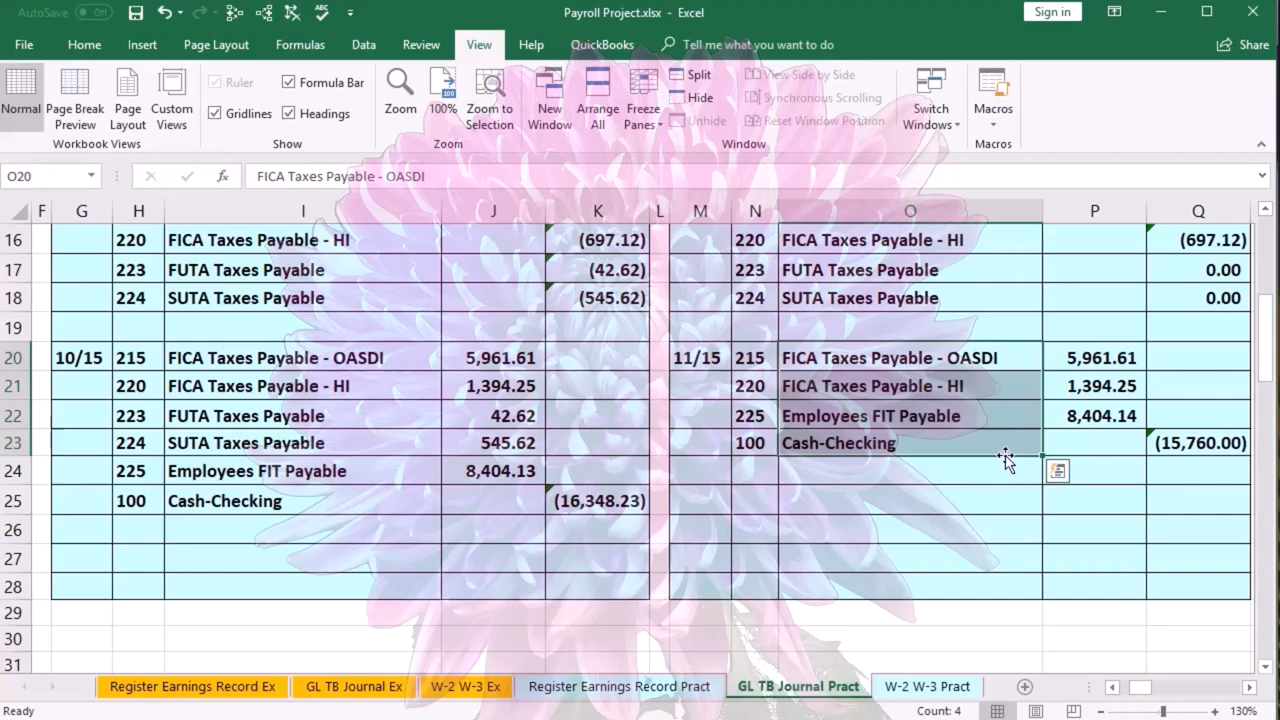 AutoSave Off Payroll Project.xlsx - Excel Sign in
File Home Insert Page Layout Formulas Data Review View Help QuickBooks Tell me what you want to do Share
Normal Page Break Preview Page Layout Custom Views
Workbook Views
Ruler Formula Bar
Gridlines Headings
Show
Zoom 100% Zoom to Selection
Zoom
New Window Arrange All Freeze Panes
Split View Side by Side
Hide Synchronous Scrolling
Unhide Reset Window Position
Switch Windows
Window
Macros
Macros
O20 fx FICA Taxes Payable - OASDI
F G H I J K L M N O P Q
16 220 FICA Taxes Payable - HI (697.12) 220 FICA Taxes Payable - HI (697.12)
17 223 FUTA Taxes Payable (42.62) 223 FUTA Taxes Payable 0.00
18 224 SUTA Taxes Payable (545.62) 224 SUTA Taxes Payable 0.00
19
20 10/15 215 FICA Taxes Payable - OASDI 5,961.61 11/15 215 FICA Taxes Payable - OASDI 5,961.61
21 220 FICA Taxes Payable - HI 1,394.25 220 FICA Taxes Payable - HI 1,394.25
22 223 FUTA Taxes Payable 42.62 225 Employees FIT Payable 8,404.14
23 224 SUTA Taxes Payable 545.62 100 Cash-Checking (15,760.00)
24 225 Employees FIT Payable 8,404.13
25 100 Cash-Checking (16,348.23)
26
27
28
29
30
31
Register Earnings Record Ex GL TB Journal Ex W-2 W-3 Ex Register Earnings Record Pract GL TB Journal Pract W-2 W-3 Pract
Ready Count: 4 130%